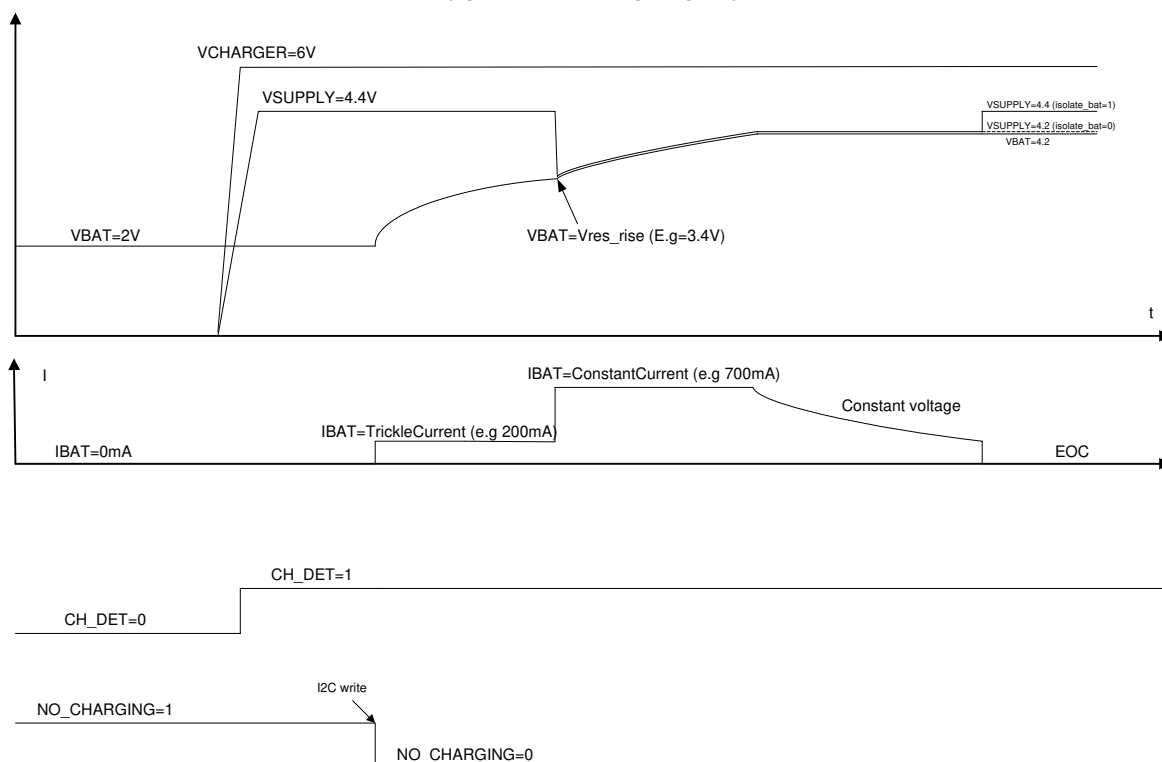 VCHARGER=6V
VSUPPLY=4.4V
VSUPPLY=4.4 (isolate_bat=1)
VSUPPLY=4.2 (isolate_bat=0)
VBAT=4.2
VBAT=2V
VBAT=Vres_rise (E.g=3.4V)
t
I
IBAT=ConstantCurrent (e.g 700mA)
Constant voltage
IBAT=TrickleCurrent (e.g 200mA)
IBAT=0mA
EOC
CH_DET=1
CH_DET=0
I2C write
NO_CHARGING=1
NO_CHARGING=0